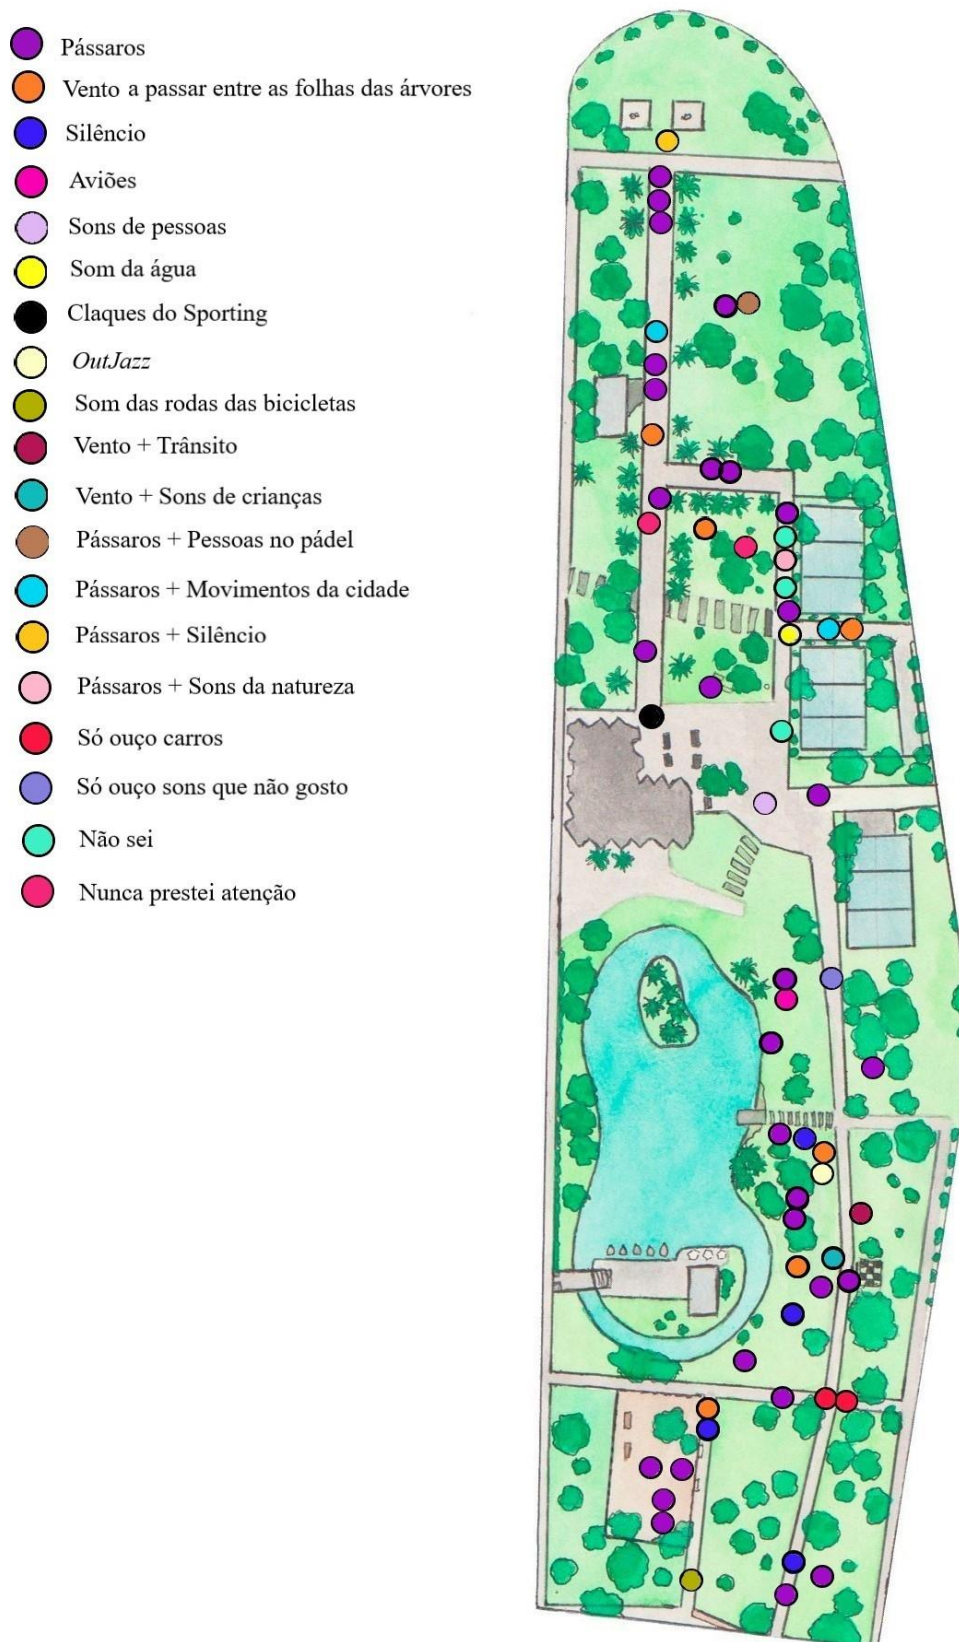 Pássaros
Vento a passar entre as folhas das árvores
Silêncio
Aviões
Sons de pessoas
Som da água
Claques do Sporting
OutJazz
Som das rodas das bicicletas
Vento + Trânsito
Vento + Sons de crianças
Pássaros + Pessoas no pádel
Pássaros + Movimentos da cidade
Pássaros + Silêncio
Pássaros + Sons da natureza
Só ouço carros
Só ouço sons que não gosto
Não sei
Nunca prestei atenção